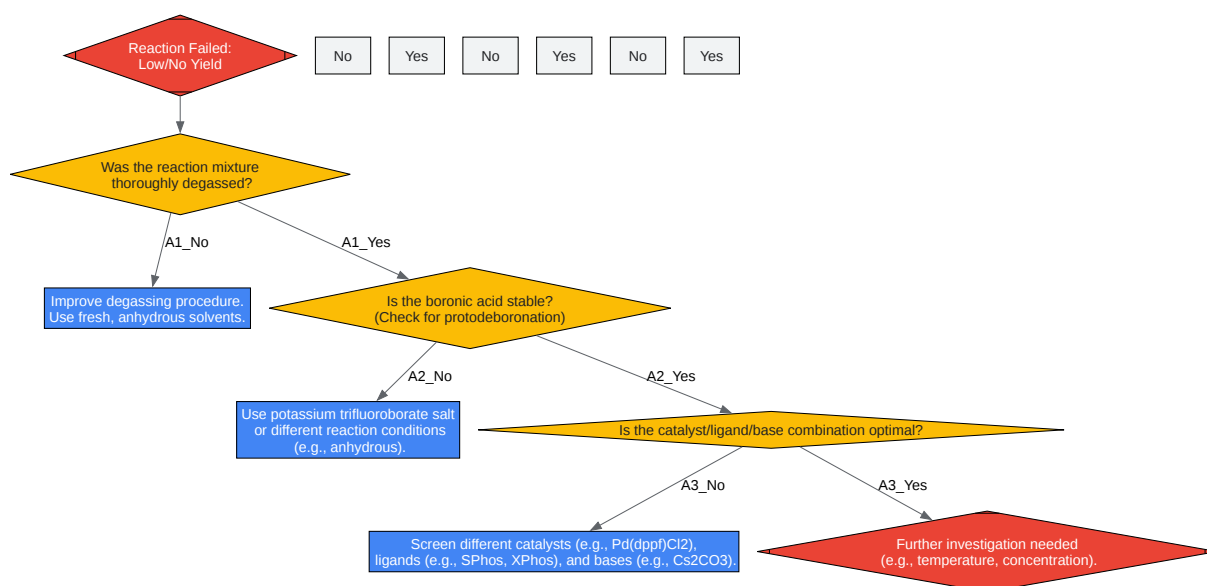 Reaction Failed:
Low/No Yield
No
Yes
No
Yes
No
Yes
Was the reaction mixture
thoroughly degassed?
A1_No
A1_Yes
Improve degassing procedure.
Use fresh, anhydrous solvents.
Is the boronic acid stable?
(Check for protodeboronation)
A2_No
A2_Yes
Use potassium trifluoroborate salt
or different reaction conditions
(e.g., anhydrous).
Is the catalyst/ligand/base combination optimal?
A3_No
A3_Yes
Screen different catalysts (e.g., Pd(dppf)Cl2),
ligands (e.g., SPhos, XPhos), and bases (e.g., Cs2CO3).
Further investigation needed
(e.g., temperature, concentration).